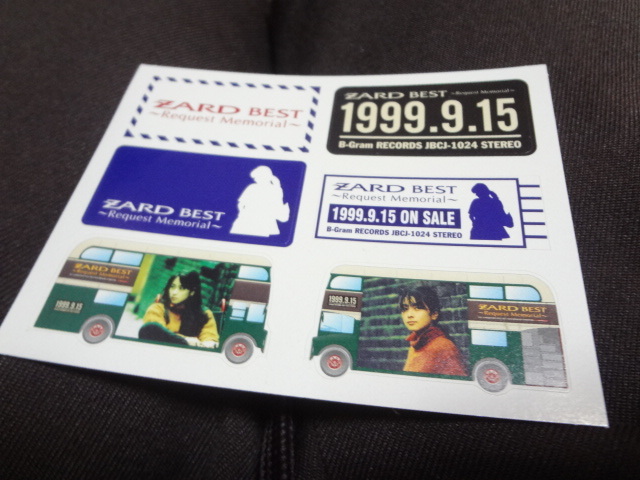 ZARD BEST
~Request Memorial~
ZARD BEST ~Request Memorial~
1999.9.15
B-Gram RECORDS JBCJ-1024 STEREO
ZARD BEST
~Request Memorial~
ZARD BEST
~Request Memorial~
1999.9.15 ON SALE
B-Gram RECORDS JBCJ-1024 STEREO
ZARD BEST
~Request Memorial~
1999.9.15
1999.9.15
ZARD BEST
~Request Memorial~